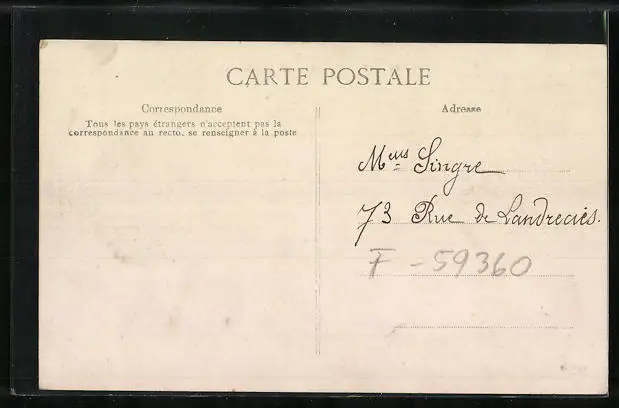 CARTE POSTALE
Correspondance
Tous les pays étrangers n'acceptent pas la
correspondance au recto, se renseigner à la poste
Adresse
Mells Singre
73 Rue de Landrecies.
F-59360